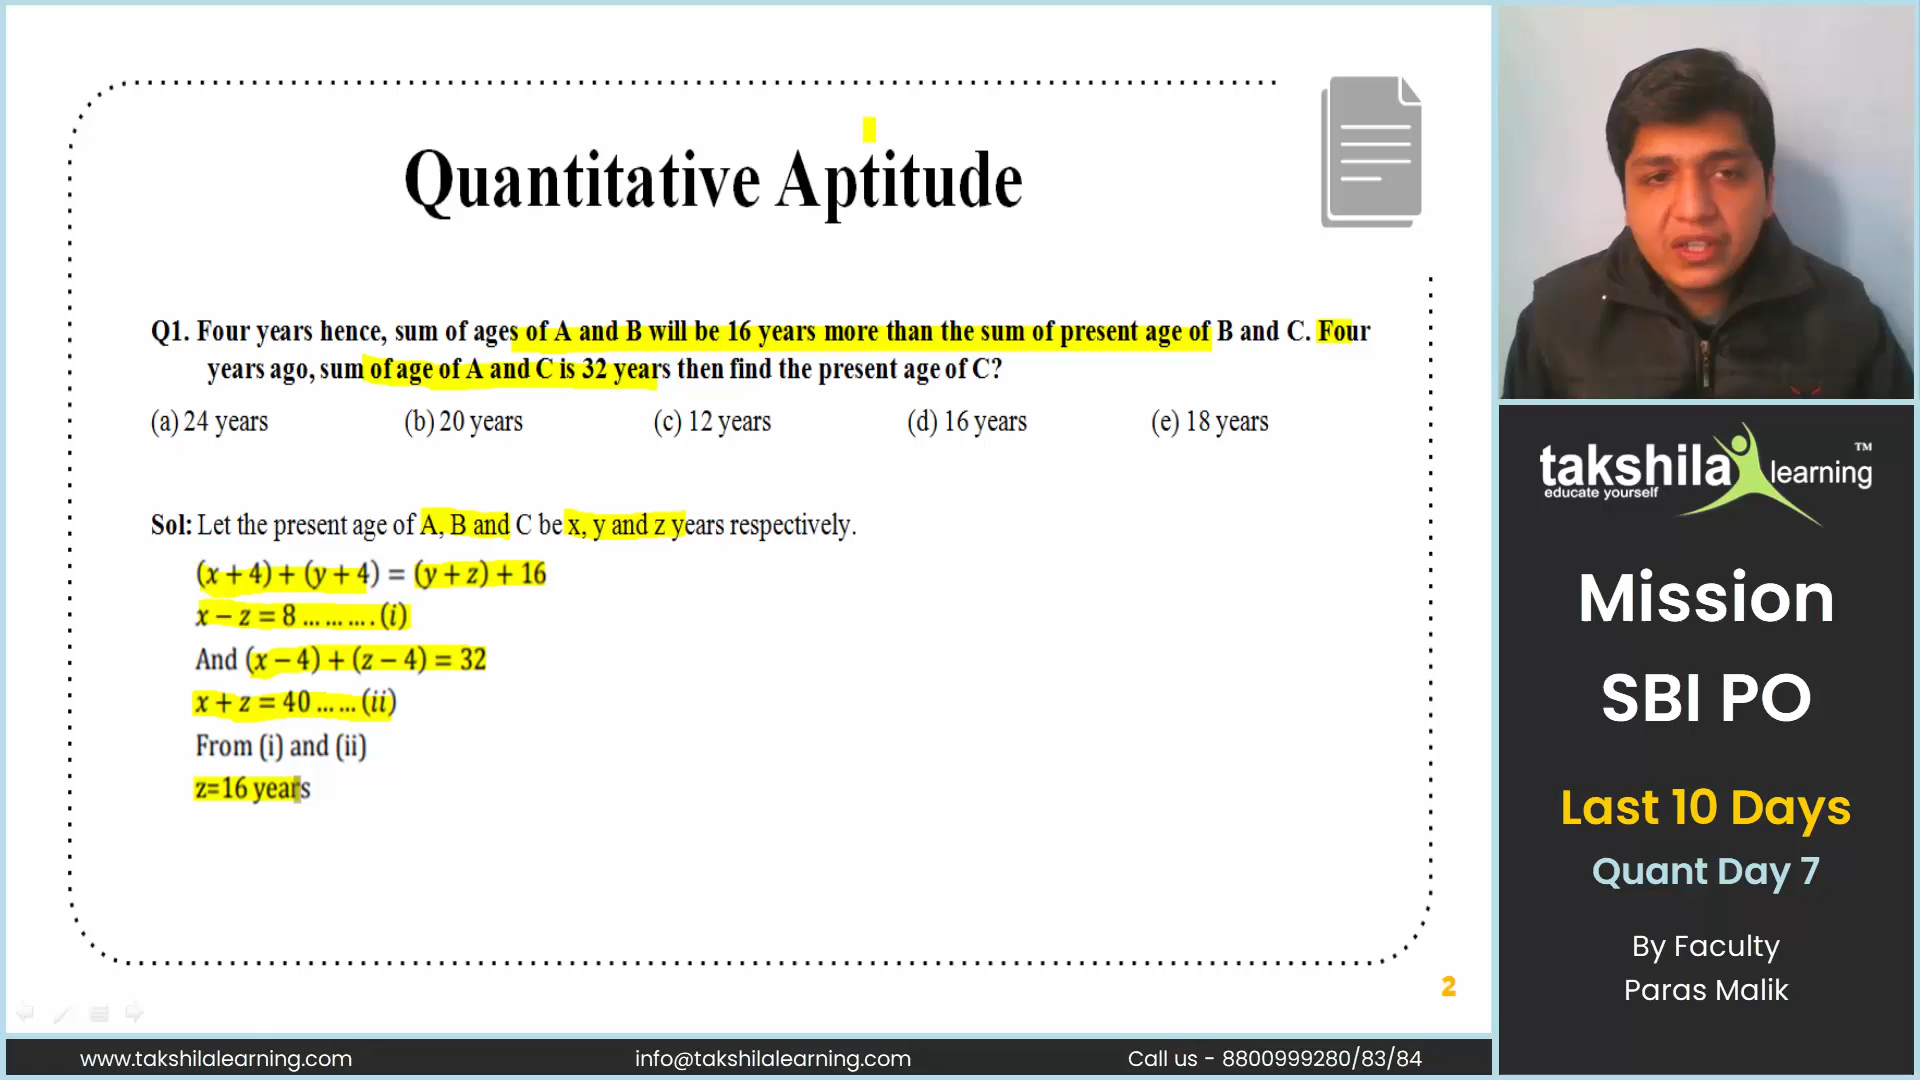 Quantitative Aptitude
Q1. Four years hence, sum of ages of A and B will be 16 years more than the sum of present age of B and C. Four
years ago, sum of age of A and C is 32 years then find the present age of C?
(a) 24 years (b) 20 years (c) 12 years (d) 16 years (e) 18 years
Sol: Let the present age of A, B and C be x, y and z years respectively.
(x + 4) + (y + 4) = (y + z) + 16
x − z = 8 ... ... ... . (i)
And (x − 4) + (z − 4) = 32
x + z = 40 ... ... (ii)
From (i) and (ii)
z=16 years
2
takshila learning TM
educate yourself
Mission
SBI PO
Last 10 Days
Quant Day 7
By Faculty
Paras Malik
www.takshilalearning.com info@takshilalearning.com Call us - 8800999280/83/84